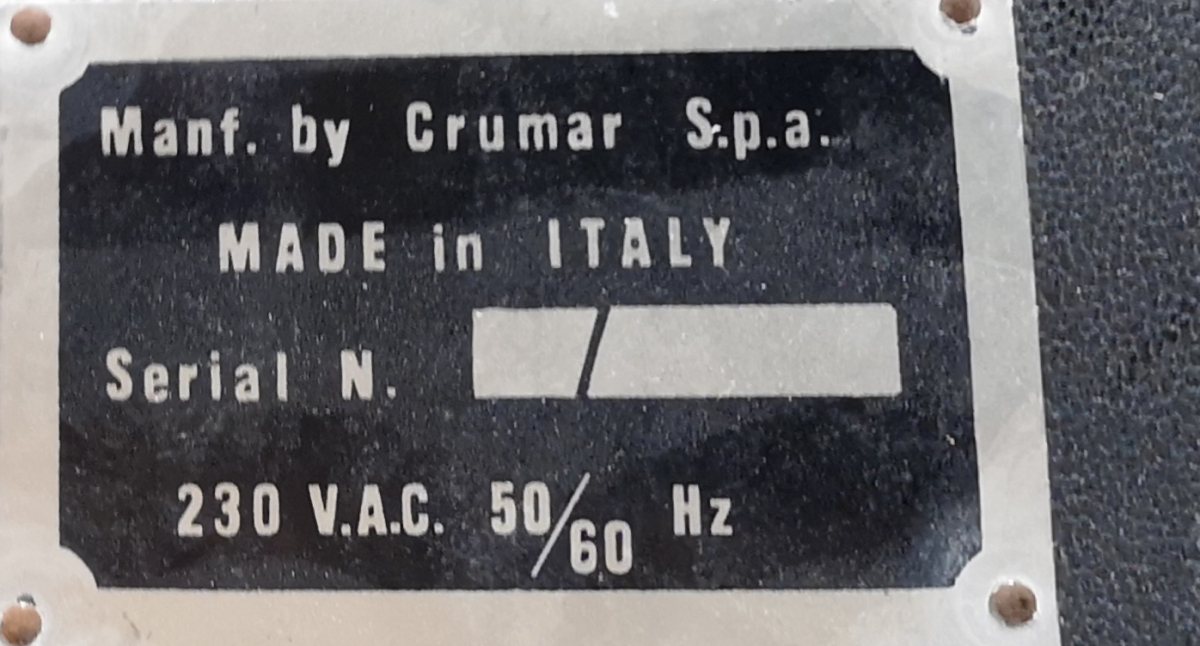 Manf. by Crumar S.p.a.
MADE in ITALY
Serial N. /
230 V.A.C. 50/60 Hz